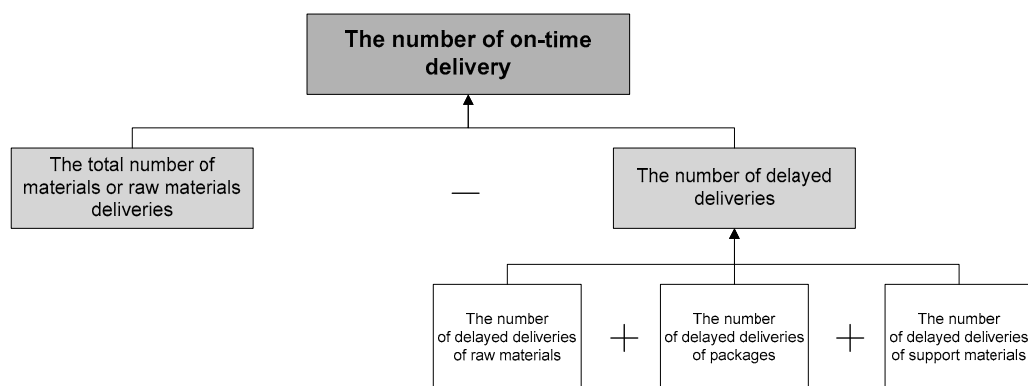 The number of on-time
delivery
The total number of
materials or raw materials
deliveries
—
The number of delayed
deliveries
The number
of delayed deliveries
of raw materials
+
The number
of delayed deliveries
of packages
+
The number
of delayed deliveries
of support materials